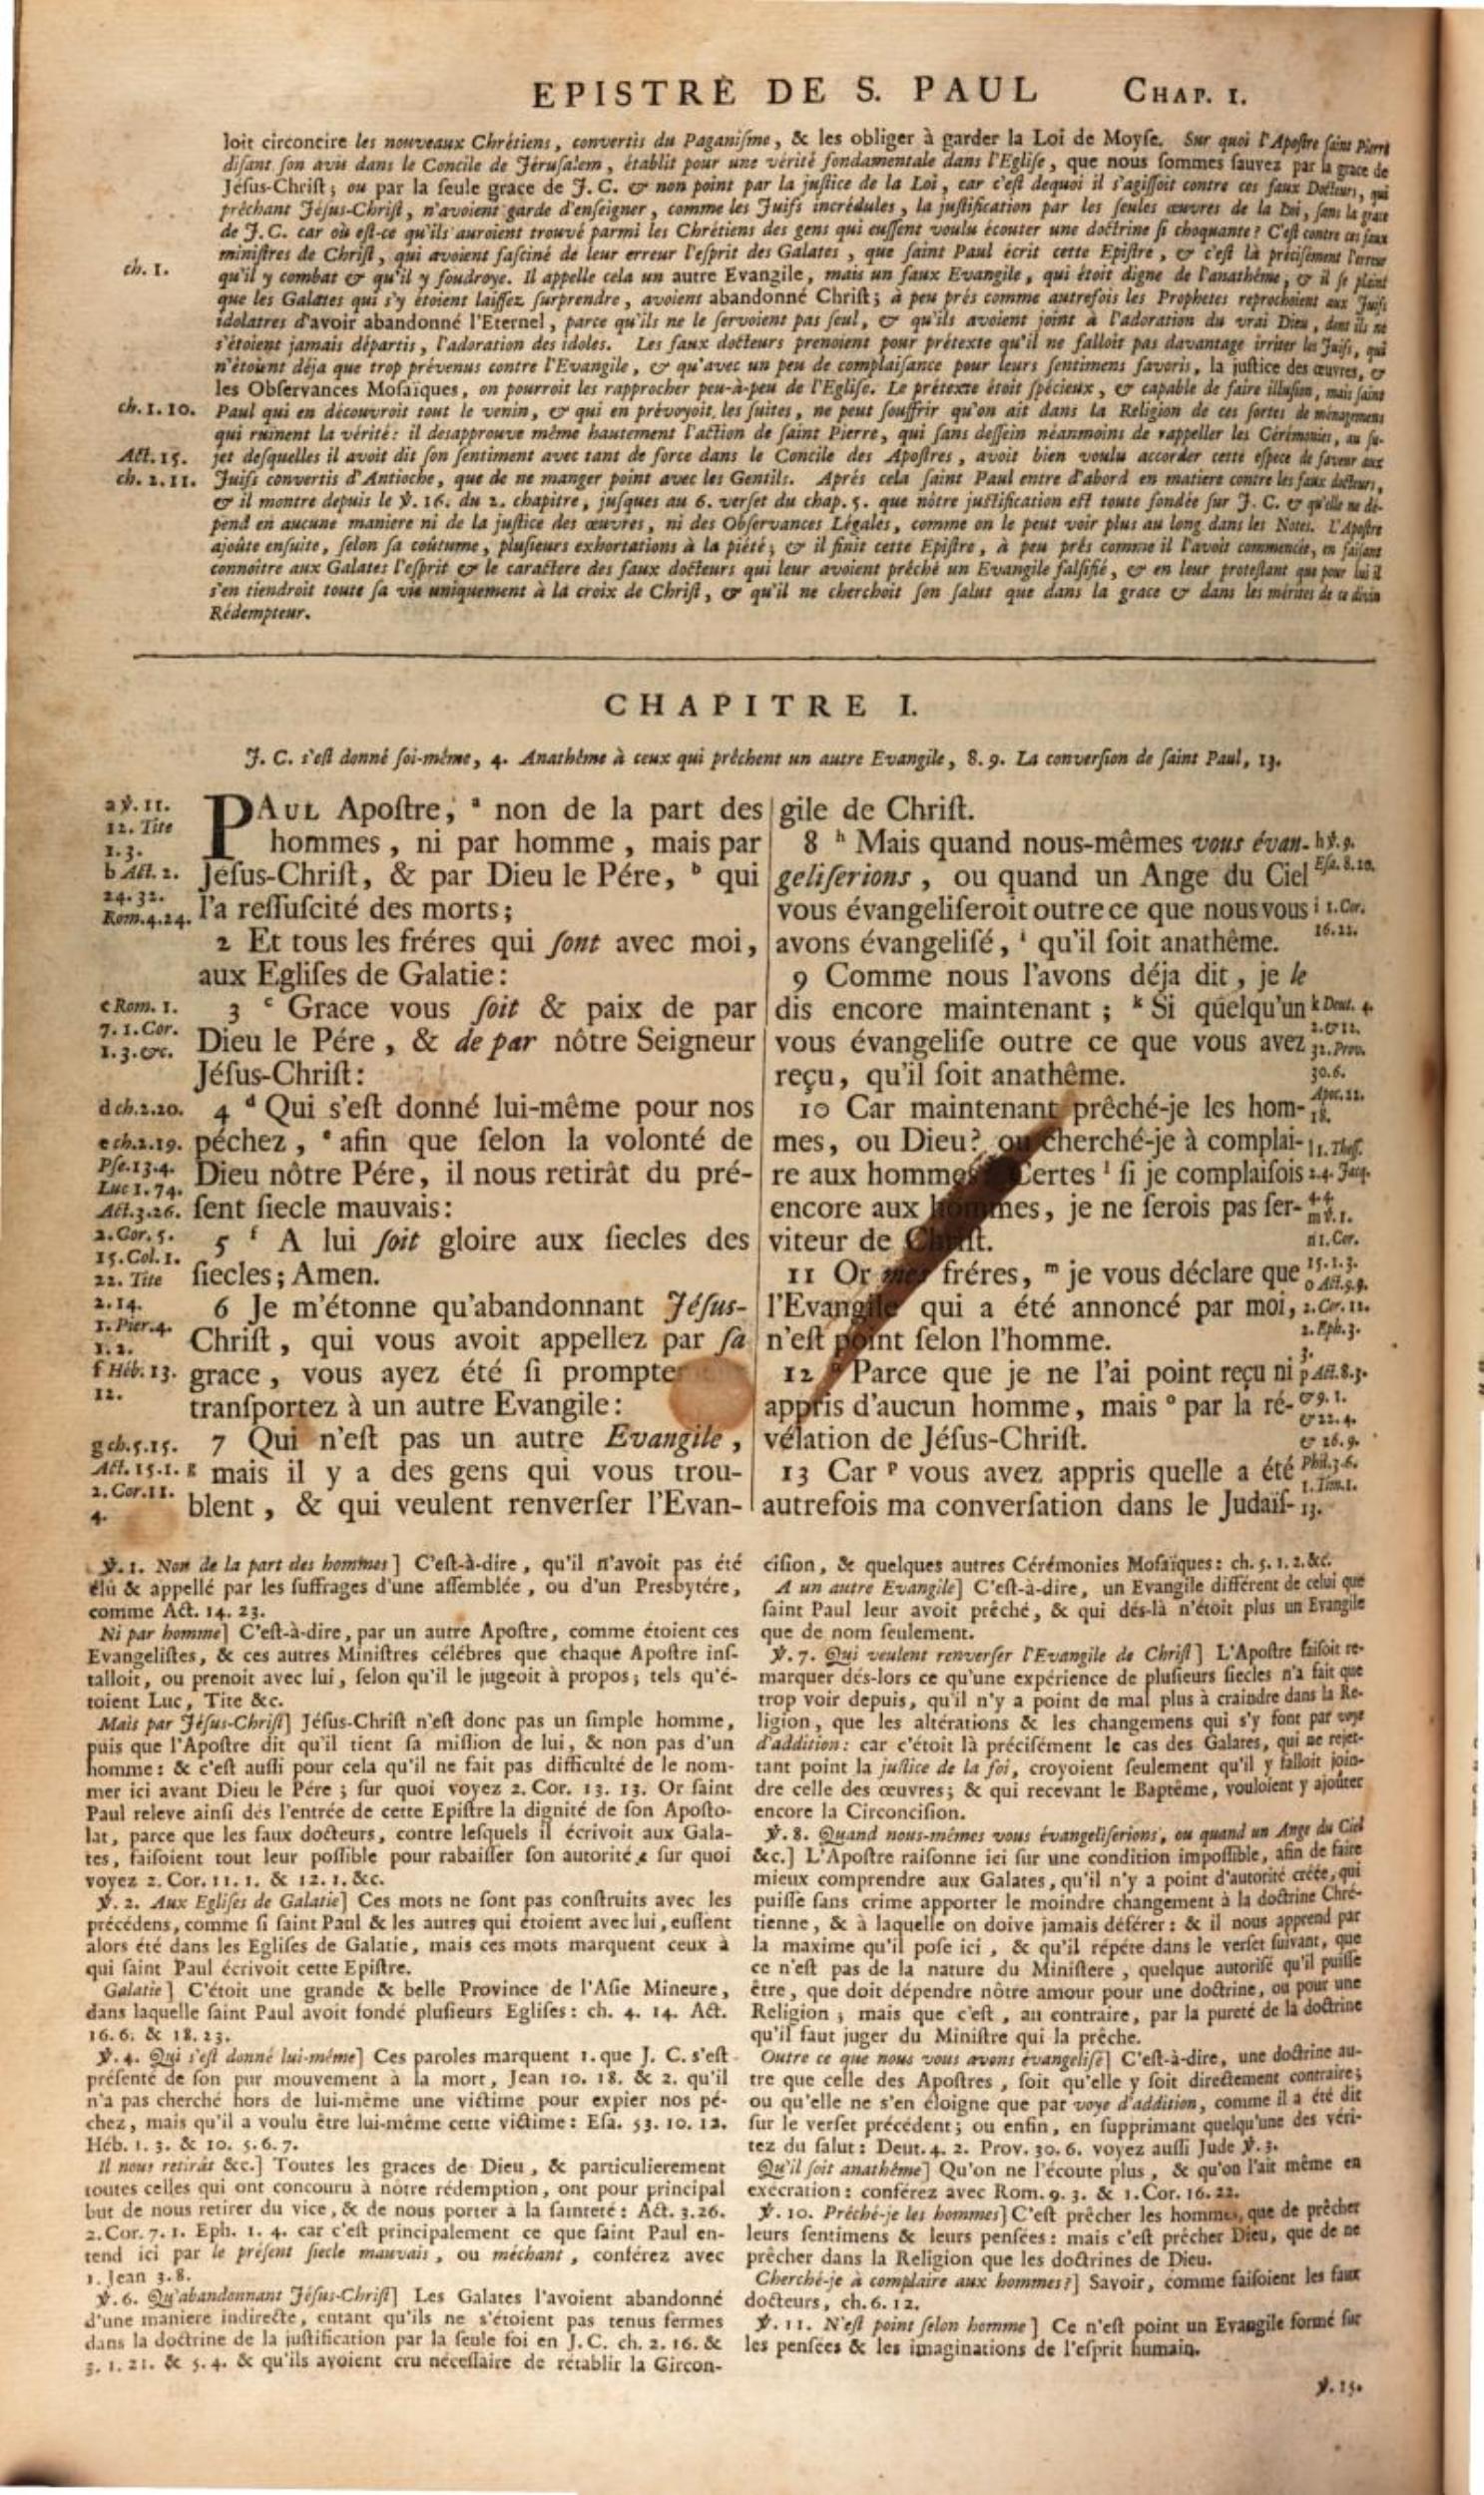 EPISTRE DE S. PAUL CHAP. I.
loit circoncire les nouveaux Chrétiens, convertis du Paganiſme, & les obliger à garder la Loi de Moyſe. Sur quoi l'Apoſtre ſaint Pierre
diſant ſon avis dans le Concile de Jéruſalem, établit pour une vérité fondamentale dans l'Egliſe, que nous ſommes ſauvez par la grace de
Jéſus-Chriſt; ou par la ſeule grace de J. C. & non point par la juſtice de la Loi, car c'eſt dequoi il s'agiſſoit contre ces faux Docteurs, qui
prêchant Jéſus-Chriſt, n'avoient garde d'enſeigner, comme les Juifs incrédules, la juſtification par les ſeules œuvres de la Loi, ſans la grace
de J. C. car où eſt-ce qu'ils auroient trouvé parmi les Chrétiens des gens qui euſſent voulu écouter une doctrine ſi choquante? C'eſt contre ces faux
miniſtres de Chriſt, qui avoient faſciné de leur erreur l'eſprit des Galates, que ſaint Paul écrit cette Epiſtre, & c'eſt là préciſément l'erreur
ch. 1.
qu'il y combat & qu'il y foudroye. Il appelle cela un autre Evangile, mais un faux Evangile, qui étoit digne de l'anathême, & il ſe plaint
que les Galates qui s'y étoient laiſſez ſurprendre, avoient abandonné Chriſt; à peu prés comme autrefois les Prophetes reprochoient aux Juifs
idolatres d'avoir abandonné l'Eternel, parce qu'ils ne le ſervoient pas ſeul, & qu'ils avoient joint à l'adoration du vrai Dieu, dont ils ne
s'étoient jamais départis, l'adoration des idoles. Les faux docteurs prenoient pour prétexte qu'il ne falloit pas davantage irriter les Juifs, qui
n'étoient déja que trop prévenus contre l'Evangile, & qu'avec un peu de complaiſance pour leurs ſentimens favoris, la juſtice des œuvres, &
les Obſervances Moſaïques, on pourroit les rapprocher peu-à-peu de l'Egliſe. Le prétexte étoit ſpécieux, & capable de faire illuſion, mais ſaint
ch. 1. 10.
Paul qui en découvroit tout le venin, & qui en prévoyoit les ſuites, ne peut ſouffrir qu'on ait dans la Religion de ces ſortes de ménagemens
qui ruinent la vérité: il desapprouve même hautement l'action de ſaint Pierre, qui ſans deſſein néanmoins de rappeller les Cérémonies, au ſu-
Act. 15.
jet deſquelles il avoit dit ſon ſentiment avec tant de force dans le Concile des Apoſtres, avoit bien voulu accorder cette eſpece de faveur aux
ch. 2. 11.
Juifs convertis d'Antioche, que de ne manger point avec les Gentils. Aprés cela ſaint Paul entre d'abord en matiere contre les faux docteurs,
& il montre depuis le ℣. 16. du 2. chapitre, juſques au 6. verſet du chap. 5. que nôtre juſtification eſt toute fondée ſur J. C. & qu'elle ne dé-
pend en aucune maniere ni de la juſtice des œuvres, ni des Obſervances Légales, comme on le peut voir plus au long dans les Notes. L'Apoſtre
ajoûte enſuite, ſelon ſa coûtume, pluſieurs exhortations à la piété; & il finit cette Epiſtre, à peu prés comme il l'avoit commencée, en faiſant
connoître aux Galates l'eſprit & le caractere des faux docteurs qui leur avoient prêché un Evangile falſifié, & en leur proteſtant que pour lui il
s'en tiendroit toute ſa vie uniquement à la croix de Chriſt, & qu'il ne cherchoit ſon ſalut que dans la grace & dans les mérites de ce divin
Rédempteur.
CHAPITRE I.
J. C. s'eſt donné ſoi-même, 4. Anathême à ceux qui prêchent un autre Evangile, 8. 9. La converſion de ſaint Paul, 13.
a ℣. 11.
12. Tite
1. 3.
b Act. 2.
24. 32.
Rom. 4. 24.
c Rom. 1.
7. 1. Cor.
1. 3. &c.
d ch. 2. 20.
e ch. 2. 19.
Pſe. 13. 4.
Luc 1. 74.
Act. 3. 26.
2. Cor. 5.
15. Col. 1.
22. Tite
2. 14.
1. Pier. 4.
1. 2.
f Héb. 13.
12.
g ch. 5. 15.
Act. 15. 1.
2. Cor. 11.
4.
PAUL Apoſtre, a non de la part des
hommes, ni par homme, mais par
Jéſus-Chriſt, & par Dieu le Pére, b qui
l'a reſſuſcité des morts;
2 Et tous les fréres qui ſont avec moi,
aux Egliſes de Galatie:
3 c Grace vous ſoit & paix de par
Dieu le Pére, & de par nôtre Seigneur
Jéſus-Chriſt:
4 d Qui s'eſt donné lui-même pour nos
péchez, e afin que ſelon la volonté de
Dieu nôtre Pére, il nous retirât du pré-
ſent ſiecle mauvais:
5 f A lui ſoit gloire aux ſiecles des
ſiecles; Amen.
6 Je m'étonne qu'abandonnant Jéſus-
Chriſt, qui vous avoit appellez par ſa
grace, vous ayez été ſi prompte
tranſportez à un autre Evangile:
7 Qui n'eſt pas un autre Evangile,
g mais il y a des gens qui vous trou-
blent, & qui veulent renverſer l'Evan-
gile de Chriſt.
8 h Mais quand nous-mêmes vous évan-
geliſerions, ou quand un Ange du Ciel
vous évangeliſeroit outre ce que nous vous
avons évangeliſé, i qu'il ſoit anathême.
9 Comme nous l'avons déja dit, je le
dis encore maintenant; k Si quelqu'un
vous évangeliſe outre ce que vous avez
reçu, qu'il ſoit anathême.
10 Car maintenant prêché-je les hom-
mes, ou Dieu? ou cherché-je à complai-
re aux hommes? Certes l ſi je complaiſois
encore aux hommes, je ne ſerois pas ſer-
viteur de Chriſt.
11 Or mes fréres, m je vous déclare que
l'Evangile qui a été annoncé par moi,
n'eſt point ſelon l'homme.
12 n Parce que je ne l'ai point reçu ni
appris d'aucun homme, mais o par la ré-
vélation de Jéſus-Chriſt.
13 Car p vous avez appris quelle a été
autrefois ma converſation dans le Judaïſ-
h ℣. 9.
Eſa. 8. 20.
i 1. Cor.
16. 22.
k Deut. 4.
2. & 12.
32. Prov.
30. 6.
Apoc. 22.
18.
l 1. Theſſ.
2. 4. Jacq.
4. 4.
m ℣. 1.
n 1. Cor.
15. 1. 3.
o Act. 9. 9.
2. Cor. 12.
2. Eph. 3.
3.
p Act. 8. 3.
& 9. 1.
& 22. 4.
& 26. 9.
Phil. 3. 6.
1. Tim. 1.
13.
℣. 1. Non de la part des hommes] C'eſt-à-dire, qu'il n'avoit pas été
élû & appellé par les ſuffrages d'une aſſemblée, ou d'un Presbytére,
comme Act. 14. 23.
Ni par homme] C'eſt-à-dire, par un autre Apoſtre, comme étoient ces
Evangeliſtes, & ces autres Miniſtres célébres que chaque Apoſtre inſ-
talloit, ou prenoit avec lui, ſelon qu'il le jugeoit à propos; tels qu'é-
toient Luc, Tite &c.
Mais par Jéſus-Chriſt] Jéſus-Chriſt n'eſt donc pas un ſimple homme,
puis que l'Apoſtre dit qu'il tient ſa miſſion de lui, & non pas d'un
homme: & c'eſt auſſi pour cela qu'il ne fait pas difficulté de le nom-
mer ici avant Dieu le Pére; ſur quoi voyez 2. Cor. 13. 13. Or ſaint
Paul releve ainſi dés l'entrée de cette Epiſtre la dignité de ſon Apoſto-
lat, parce que les faux docteurs, contre leſquels il écrivoit aux Gala-
tes, faiſoient tout leur poſſible pour rabaiſſer ſon autorité: ſur quoi
voyez 2. Cor. 11. 1. & 12. 1. &c.
℣. 2. Aux Egliſes de Galatie] Ces mots ne ſont pas construits avec les
précédens, comme ſi ſaint Paul & les autres qui étoient avec lui, euſſent
alors été dans les Egliſes de Galatie, mais ces mots marquent ceux à
qui ſaint Paul écrivoit cette Epiſtre.
Galatie] C'étoit une grande & belle Province de l'Aſie Mineure,
dans laquelle ſaint Paul avoit fondé pluſieurs Egliſes: ch. 4. 14. Act.
16. 6. & 18. 23.
℣. 4. Qui s'eſt donné lui-même] Ces paroles marquent 1. que J. C. s'eſt
préſenté de ſon pur mouvement à la mort, Jean 10. 18. & 2. qu'il
n'a pas cherché hors de lui-même une victime pour expier nos pé-
chez, mais qu'il a voulu être lui-même cette victime: Eſa. 53. 10. 12.
Héb. 1. 3. & 10. 5. 6. 7.
Il nous retirât &c.] Toutes les graces de Dieu, & particulierement
toutes celles qui ont concouru à nôtre rédemption, ont pour principal
but de nous retirer du vice, & de nous porter à la ſainteté: Act. 3. 26.
2. Cor. 7. 1. Eph. 1. 4. car c'eſt principalement ce que ſaint Paul en-
tend ici par le préſent ſiecle mauvais, ou méchant, conférez avec
1. Jean 3. 8.
℣. 6. Qu'abandonnant Jéſus-Chriſt] Les Galates l'avoient abandonné
d'une maniere indirecte, entant qu'ils ne s'étoient pas tenus fermes
dans la doctrine de la juſtification par la ſeule foi en J. C. ch. 2. 16. &
3. 1. 21. & 5. 4. & qu'ils avoient cru néceſſaire de rétablir la Circon-
ciſion, & quelques autres Cérémonies Moſaïques: ch. 5. 1. 2. &c.
A un autre Evangile] C'eſt-à-dire, un Evangile différent de celui que
ſaint Paul leur avoit prêché, & qui dés-là n'étoit plus un Evangile
que de nom ſeulement.
℣. 7. Qui veulent renverſer l'Evangile de Chriſt] L'Apoſtre faiſoit re-
marquer dés-lors ce qu'une expérience de pluſieurs ſiecles n'a fait que
trop voir depuis, qu'il n'y a point de mal plus à craindre dans la Re-
ligion, que les altérations & les changemens qui s'y font par voye
d'addition: car c'étoit là préciſément le cas des Galates, qui ne rejet-
tant point la juſtice de la foi, croyoient ſeulement qu'il y falloit join-
dre celle des œuvres; & qui recevant le Baptême, vouloient y ajoûter
encore la Circonciſion.
℣. 8. Quand nous-mêmes vous évangeliſerions, ou quand un Ange du Ciel
&c.] L'Apoſtre raiſonne ici ſur une condition impoſſible, afin de faire
mieux comprendre aux Galates, qu'il n'y a point d'autorité créée, qui
puiſſe ſans crime apporter le moindre changement à la doctrine Chré-
tienne, & à laquelle on doive jamais déférer: & il nous apprend par
la maxime qu'il poſe ici, & qu'il répéte dans le verſet ſuivant, que
ce n'eſt pas de la nature du Miniſtere, quelque autoriſé qu'il puiſſe
être, que doit dépendre nôtre amour pour une doctrine, ou pour une
Religion; mais que c'eſt, au contraire, par la pureté de la doctrine
qu'il faut juger du Miniſtre qui la prêche.
Outre ce que nous vous avons évangeliſé] C'eſt-à-dire, une doctrine au-
tre que celle des Apoſtres, ſoit qu'elle y ſoit directement contraire;
ou qu'elle ne s'en éloigne que par voye d'addition, comme il a été dit
ſur le verſet précédent; ou enfin, en ſupprimant quelqu'une des véri-
tez du ſalut: Deut. 4. 2. Prov. 30. 6. voyez auſſi Jude ℣. 3.
Qu'il ſoit anathême] Qu'on ne l'écoute plus, & qu'on l'ait même en
exécration: conférez avec Rom. 9. 3. & 1. Cor. 16. 22.
℣. 10. Prêché-je les hommes] C'eſt prêcher les hommes, que de prêcher
leurs ſentimens & leurs penſées: mais c'eſt prêcher Dieu, que de ne
prêcher dans la Religion que les doctrines de Dieu.
Cherché-je à complaire aux hommes?] Savoir, comme faiſoient les faux
docteurs, ch. 6. 12.
℣. 11. N'eſt point ſelon homme] Ce n'eſt point un Evangile formé ſur
les penſées & les imaginations de l'eſprit humain.
℣. 15.